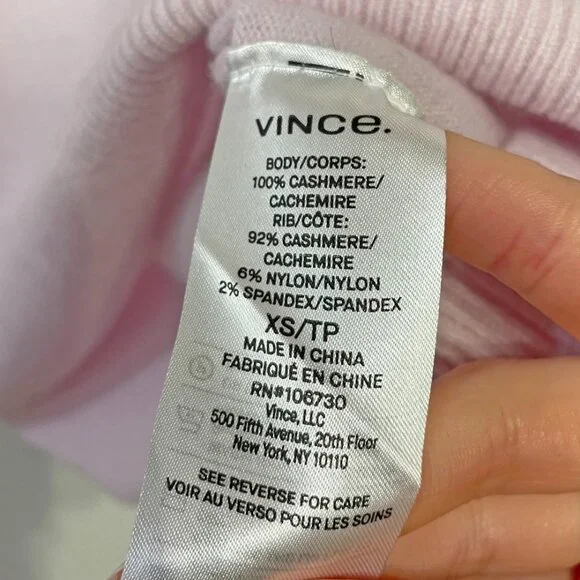 VINCe.
BODY/CORPS:
100% CASHMERE/
CACHEMIRE
RIB/CÔTE:
92% CASHMERE/
CACHEMIRE
6% NYLON/NYLON
2% SPANDEX/SPANDEX
XS/TP
MADE IN CHINA
FABRIQUÉ EN CHINE
RN#106730
Vince, LLC
500 Fifth Avenue, 20th Floor
New York, NY 10110
SEE REVERSE FOR CARE
VOIR AU VERSO POUR LES SOINS